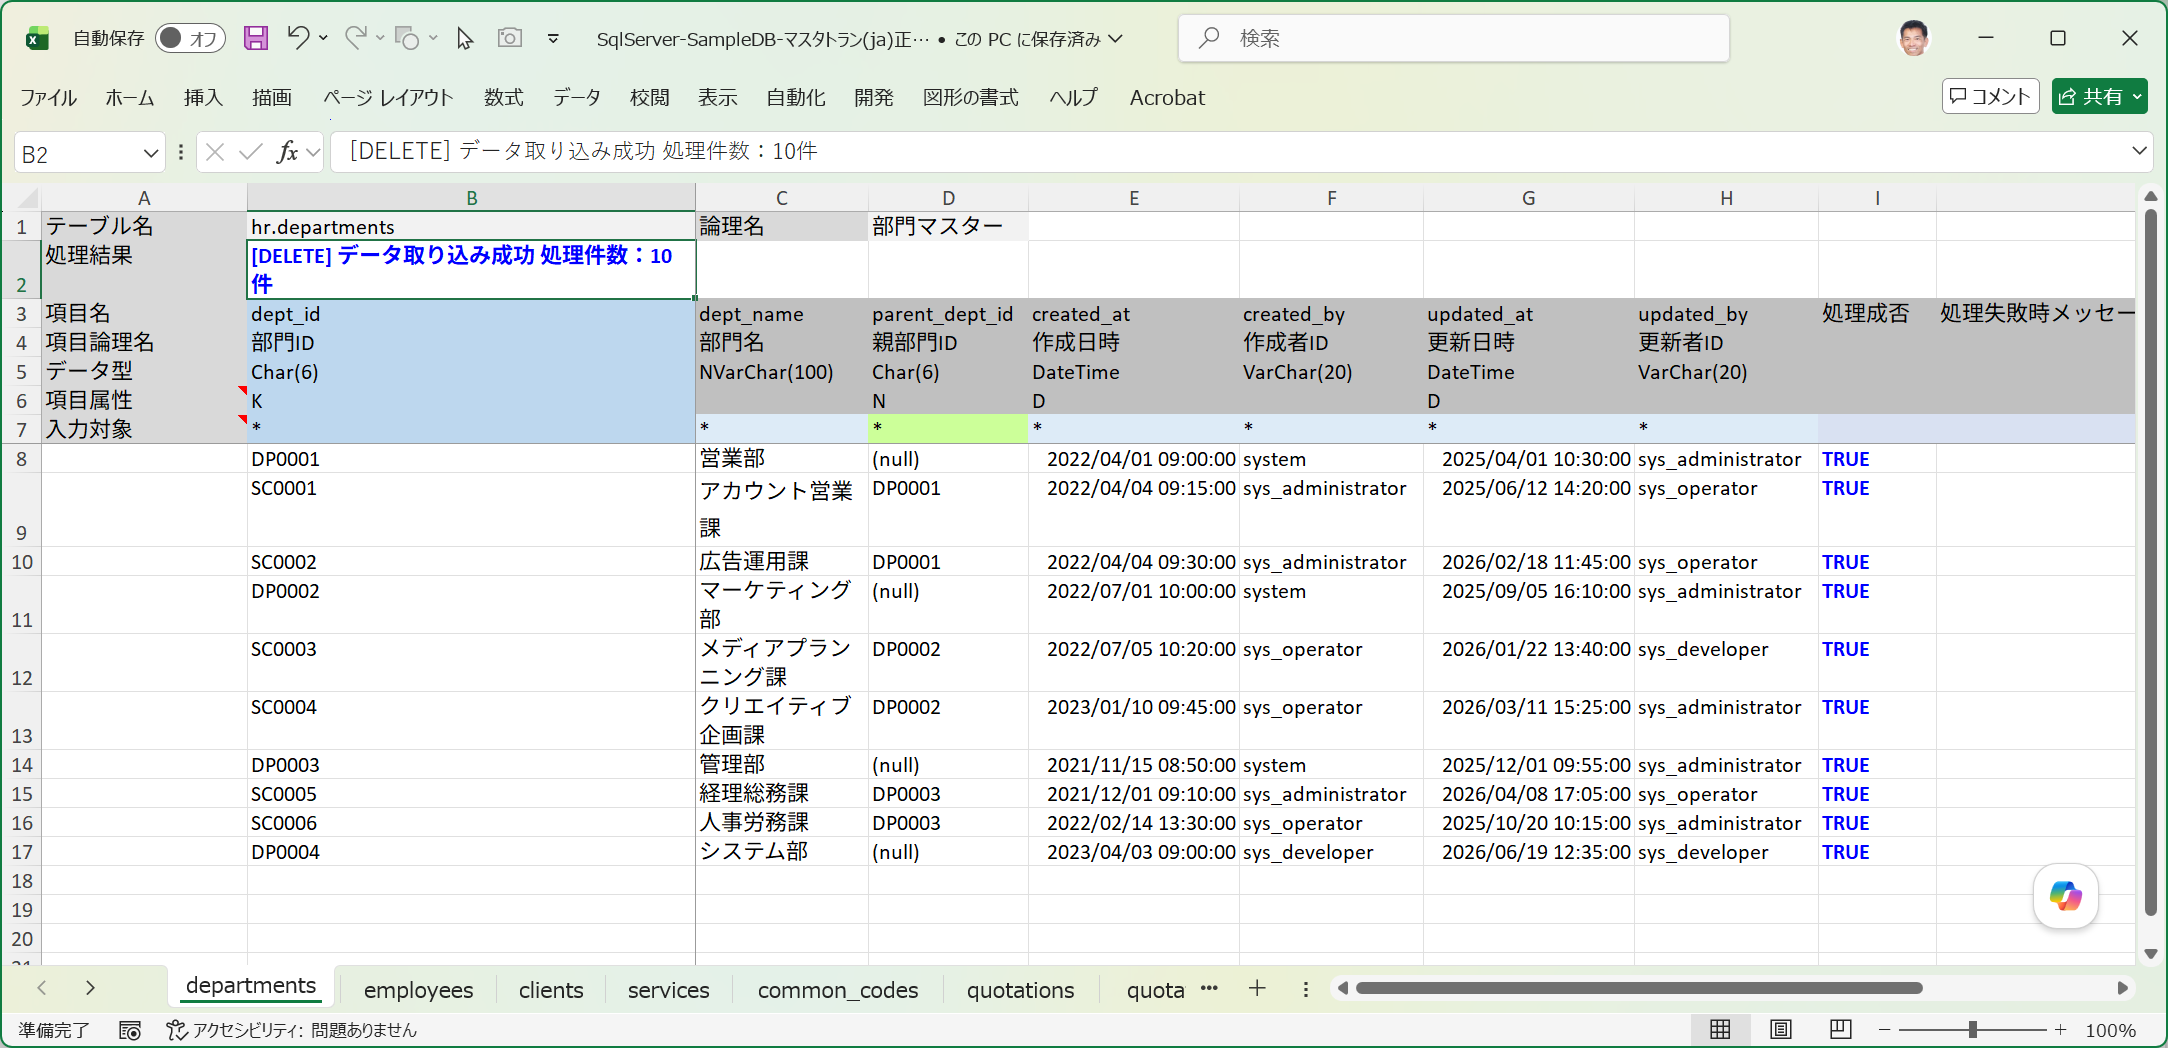 自動保存 オフ SqlServer-SampleDB-マスタトラン(ja)正… • この PC に保存済み 検索
ファイル ホーム 挿入 描画 ページ レイアウト 数式 データ 校閲 表示 自動化 開発 図形の書式 ヘルプ Acrobat コメント 共有
B2 fx [DELETE] データ取り込み成功 処理件数：10件
A B C D E F G H I
1 テーブル名 hr.departments 論理名 部門マスター
2 処理結果 [DELETE] データ取り込み成功 処理件数：10
件
3 項目名 dept_id dept_name parent_dept_id created_at created_by updated_at updated_by 処理成否 処理失敗時メッセー
4 項目論理名 部門ID 部門名 親部門ID 作成日時 作成者ID 更新日時 更新者ID
5 データ型 Char(6) NVarChar(100) Char(6) DateTime VarChar(20) DateTime VarChar(20)
6 項目属性 K N D D
7 入力対象 * * * * * * *
8 DP0001 営業部 (null) 2022/04/01 09:00:00 system 2025/04/01 10:30:00 sys_administrator TRUE
9 SC0001 アカウント営業 DP0001 2022/04/04 09:15:00 sys_administrator 2025/06/12 14:20:00 sys_operator TRUE
課
10 SC0002 広告運用課 DP0001 2022/04/04 09:30:00 sys_administrator 2026/02/18 11:45:00 sys_operator TRUE
11 DP0002 マーケティング (null) 2022/07/01 10:00:00 system 2025/09/05 16:10:00 sys_administrator TRUE
部
12 SC0003 メディアプラン DP0002 2022/07/05 10:20:00 sys_operator 2026/01/22 13:40:00 sys_developer TRUE
ニング課
13 SC0004 クリエイティブ DP0002 2023/01/10 09:45:00 sys_operator 2026/03/11 15:25:00 sys_administrator TRUE
企画課
14 DP0003 管理部 (null) 2021/11/15 08:50:00 system 2025/12/01 09:55:00 sys_administrator TRUE
15 SC0005 経理総務課 DP0003 2021/12/01 09:10:00 sys_administrator 2026/04/08 17:05:00 sys_operator TRUE
16 SC0006 人事労務課 DP0003 2022/02/14 13:30:00 sys_operator 2025/10/20 10:15:00 sys_administrator TRUE
17 DP0004 システム部 (null) 2023/04/03 09:00:00 sys_developer 2026/06/19 12:35:00 sys_developer TRUE
18
19
20
departments employees clients services common_codes quotations quota ···
準備完了 アクセシビリティ: 問題ありません 100%